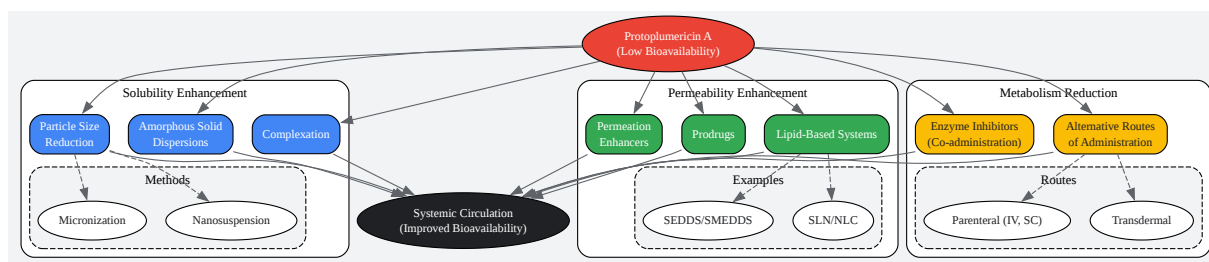 Protoplumericin A
(Low Bioavailability)
Solubility Enhancement
Permeability Enhancement
Metabolism Reduction
Particle Size
Reduction
Amorphous Solid
Dispersions
Complexation
Permeation
Enhancers
Prodrugs
Lipid-Based Systems
Enzyme Inhibitors
(Co-administration)
Alternative Routes
of Administration
Methods
Micronization
Nanosuspension
Systemic Circulation
(Improved Bioavailability)
Examples
SEDDS/SMEDDS
SLN/NLC
Routes
Parenteral (IV, SC)
Transdermal